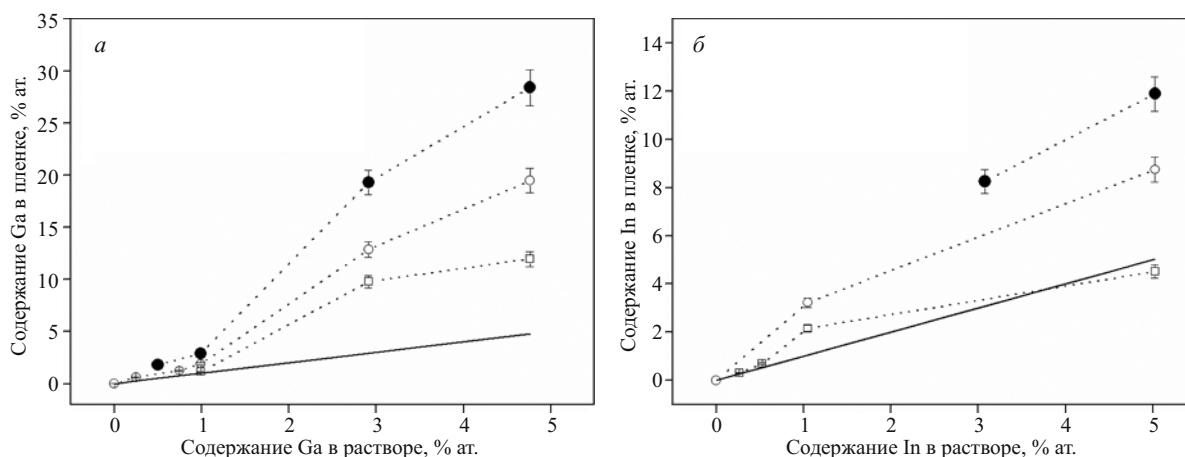 а
Содержание Ga в пленке, % ат.
35
30
25
20
15
10
5
0
0 1 2 3 4 5
Содержание Ga в растворе, % ат.
б
Содержание In в пленке, % ат.
14
12
10
8
6
4
2
0
0 1 2 3 4 5
Содержание In в растворе, % ат.